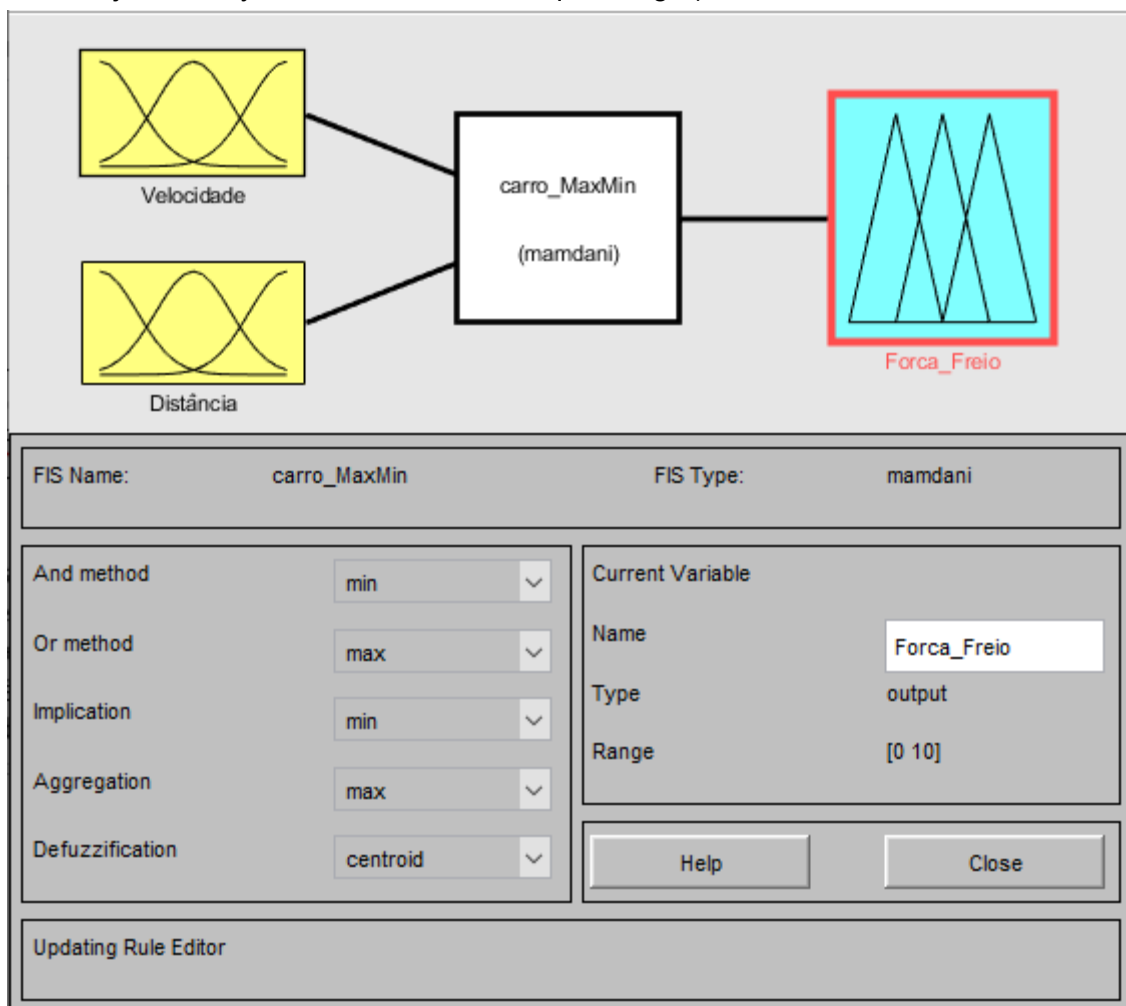 Velocidade
carro_MaxMin
(mamdani)
Distância
Forca_Freio
FIS Name: carro_MaxMin FIS Type: mamdani
And method min
Or method max
Implication min
Aggregation max
Defuzzification centroid
Current Variable
Name Forca_Freio
Type output
Range [0 10]
Help Close
Updating Rule Editor